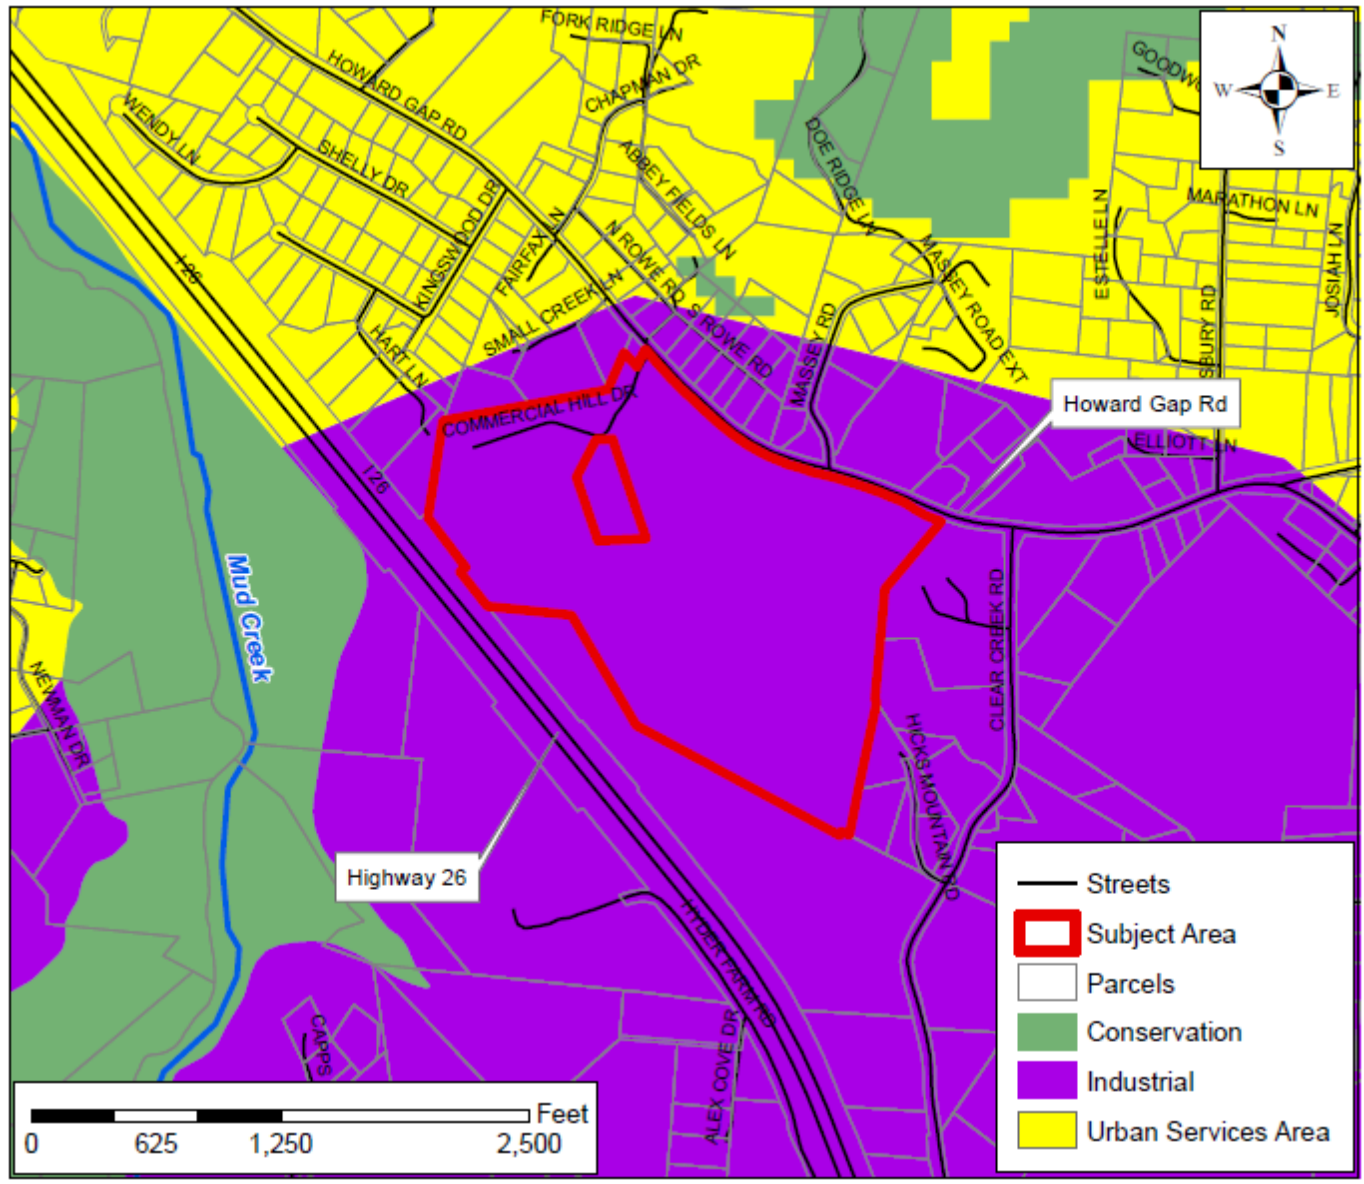 FORK RIDGE LN
HOWARD GAP RD
CHAPMAN DR
GOODW
N
W E
S
WENDY LN
SHELLY DR
ABBEY FIELDS LN
DOE RIDGE LN
MARATHON LN
KINGSWOOD DR
FAIRFAX LN
N ROWE RD
MASSEY ROAD EXT
ESTELLE LN
JOSIAH LN
I 26
SMALL CREEK LN
S ROWE RD
MASSEY RD
SBURY RD
HART LN
COMMERCIAL HILL DR
Howard Gap Rd
ELLIOTT LN
I 26
Mud Creek
CLEAR CREEK RD
NEWMAN DR
HICKS MOUNTAIN RD
Highway 26
HYDER FARM RD
CAPPS
ALEX COVE DR
Streets
Subject Area
Parcels
Conservation
Industrial
Urban Services Area
Feet
0 625 1,250 2,500